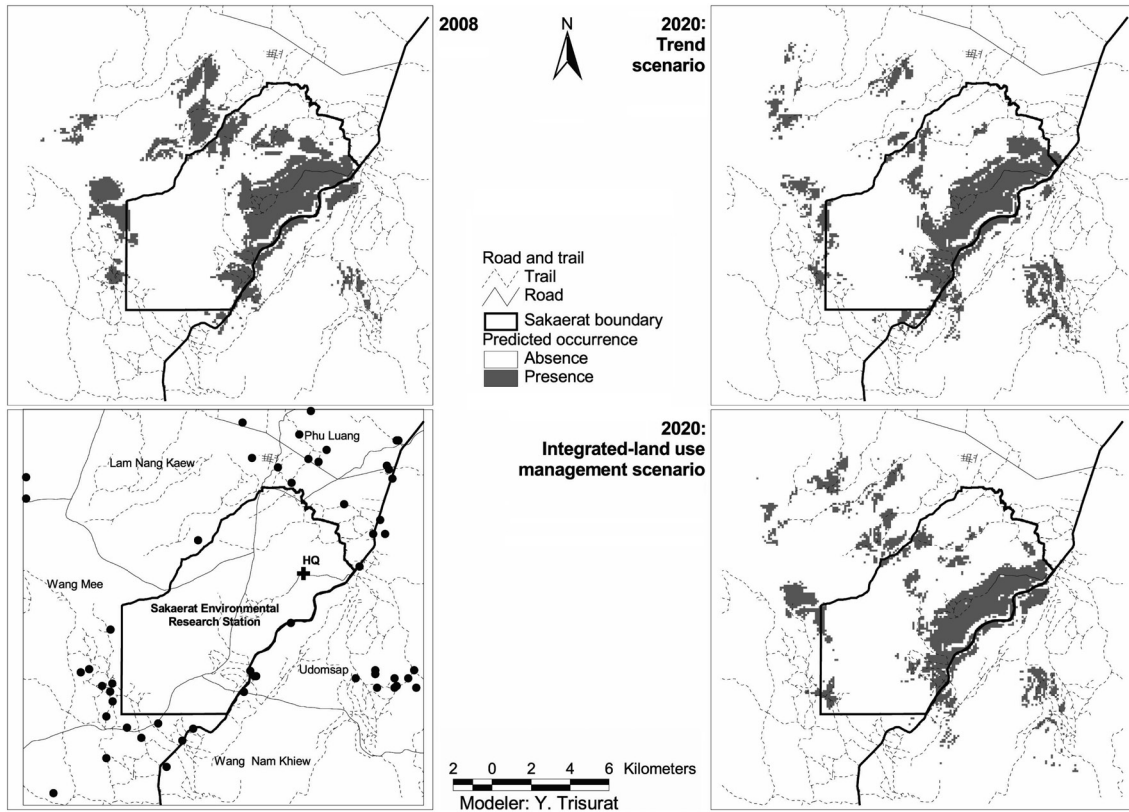 2008
N
2020:
Trend
scenario
Road and trail
Trail
Road
Sakaerat boundary
Predicted occurrence
Absence
Presence
2020:
Integrated-land use
management scenario
Phu Luang
Lam Nang Kaew
HQ
Wang Mee
Sakaerat Environmental
Research Station
Udomsap
Wang Nam Khiew
2 0 2 4 6 Kilometers
Modeler: Y. Trisurat